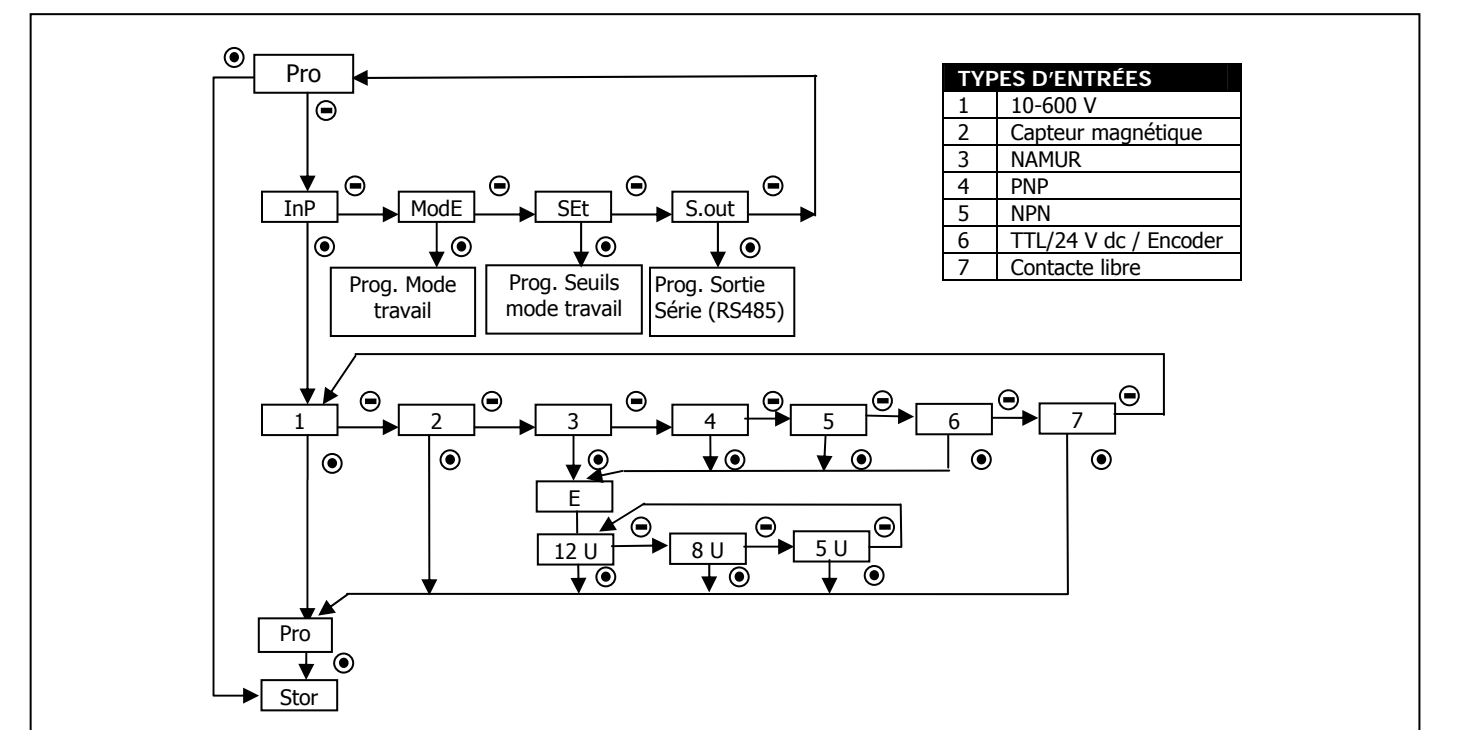 Pro
TYPES D'ENTRÉES
1 10-600 V
2 Capteur magnétique
3 NAMUR
4 PNP
5 NPN
6 TTL/24 V dc / Encoder
7 Contacte libre
InP ModE SEt S.out
Prog. Mode
travail
Prog. Seuils
mode travail
Prog. Sortie
Série (RS485)
1 2 3 4 5 6 7
E
12 U 8 U 5 U
Pro
Stor